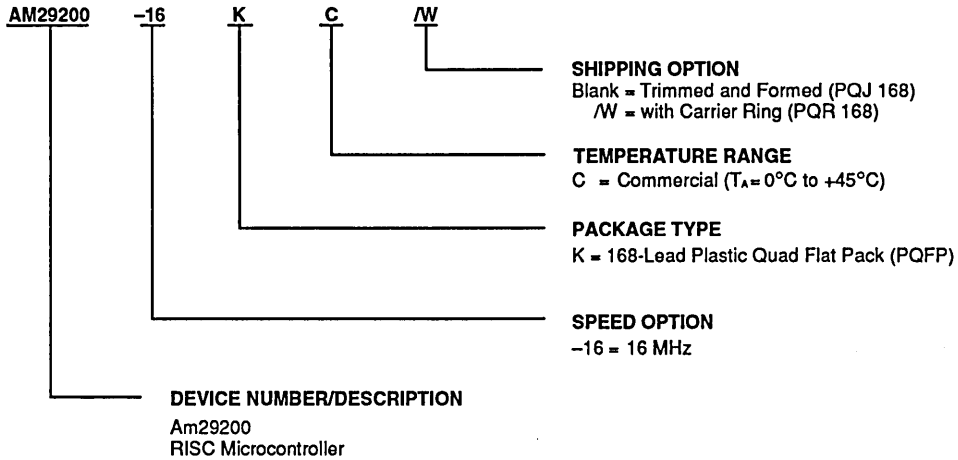 AM29200 –16 K C /W
SHIPPING OPTION
Blank = Trimmed and Formed (PQJ 168)
/W = with Carrier Ring (PQR 168)
TEMPERATURE RANGE
C = Commercial (TA= 0°C to +45°C)
PACKAGE TYPE
K = 168-Lead Plastic Quad Flat Pack (PQFP)
SPEED OPTION
–16 = 16 MHz
DEVICE NUMBER/DESCRIPTION
Am29200
RISC Microcontroller